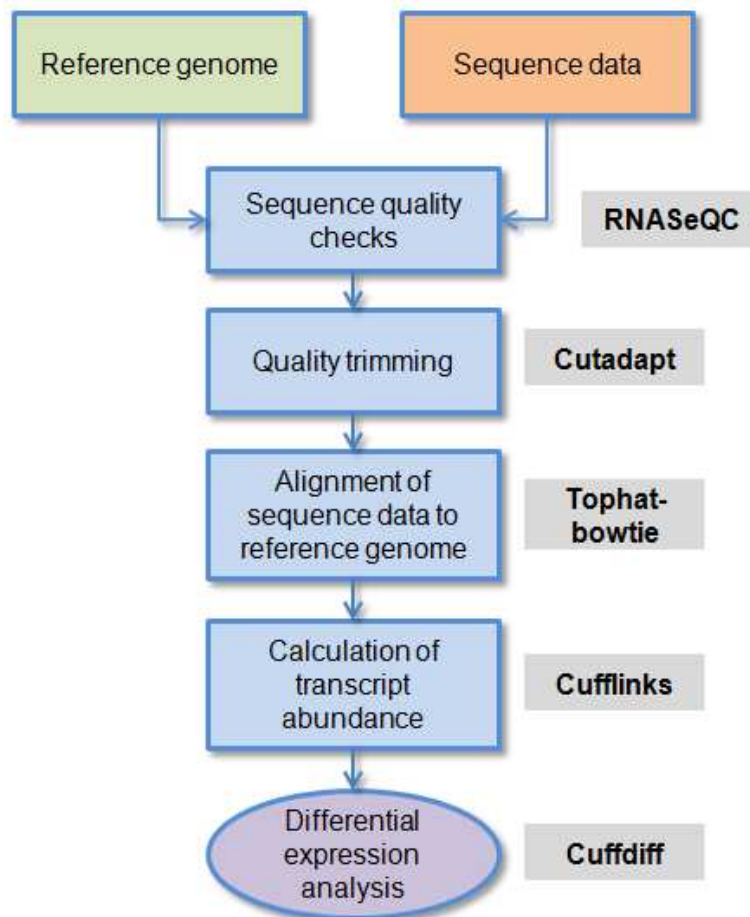 Reference genome
Sequence data
Sequence quality
checks
RNASeQC
Quality trimming
Cutadapt
Alignment of
sequence data to
reference genome
Tophat-
bowtie
Calculation of
transcript
abundance
Cufflinks
Differential
expression
analysis
Cuffdiff